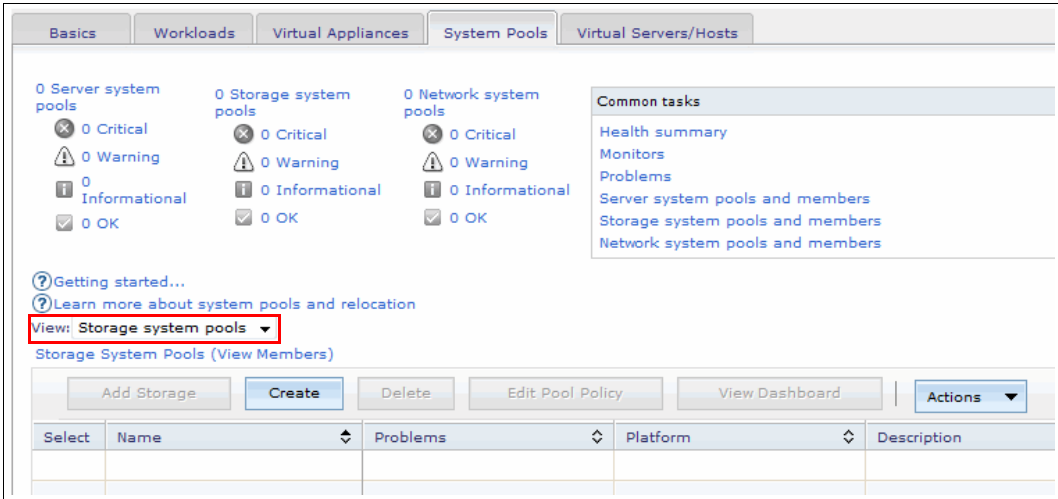 Basics
Workloads
Virtual Appliances
System Pools
Virtual Servers/Hosts
0 Server system
pools
0 Critical
0 Warning
0
Informational
0 OK
0 Storage system
pools
0 Critical
0 Warning
0 Informational
0 OK
0 Network system
pools
0 Critical
0 Warning
0 Informational
0 OK
Common tasks
Health summary
Monitors
Problems
Server system pools and members
Storage system pools and members
Network system pools and members
Getting started...
Learn more about system pools and relocation
View: Storage system pools
Storage System Pools (View Members)
Add Storage
Create
Delete
Edit Pool Policy
View Dashboard
Actions
Select
Name
Problems
Platform
Description